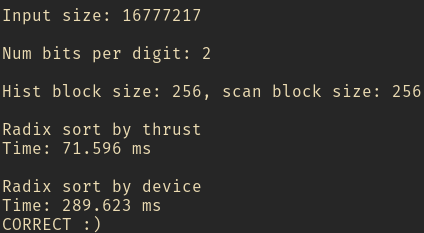 Input size: 16777217
Num bits per digit: 2
Hist block size: 256, scan block size: 256
Radix sort by thrust
Time: 71.596 ms
Radix sort by device
Time: 289.623 ms
CORRECT :)